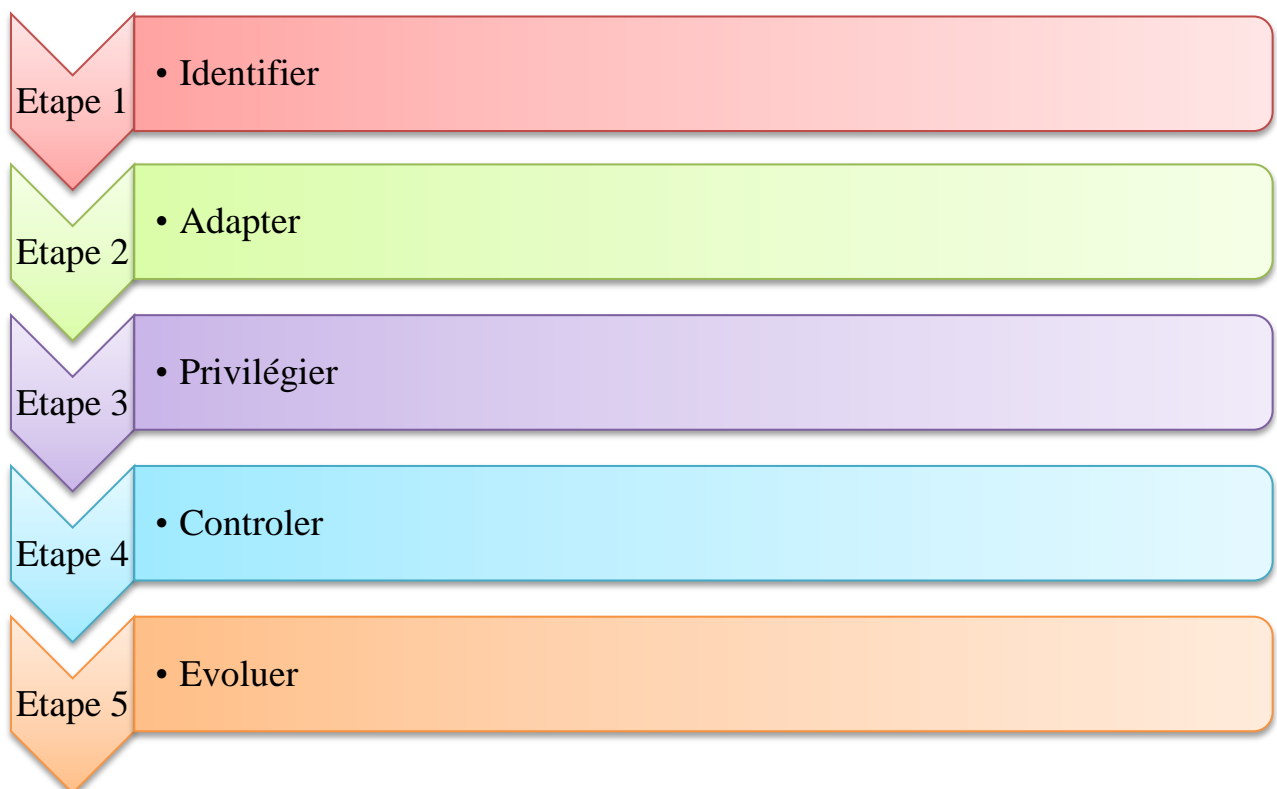 Etape 1
• Identifier
Etape 2
• Adapter
Etape 3
• Privilégier
Etape 4
• Controler
Etape 5
• Evoluer